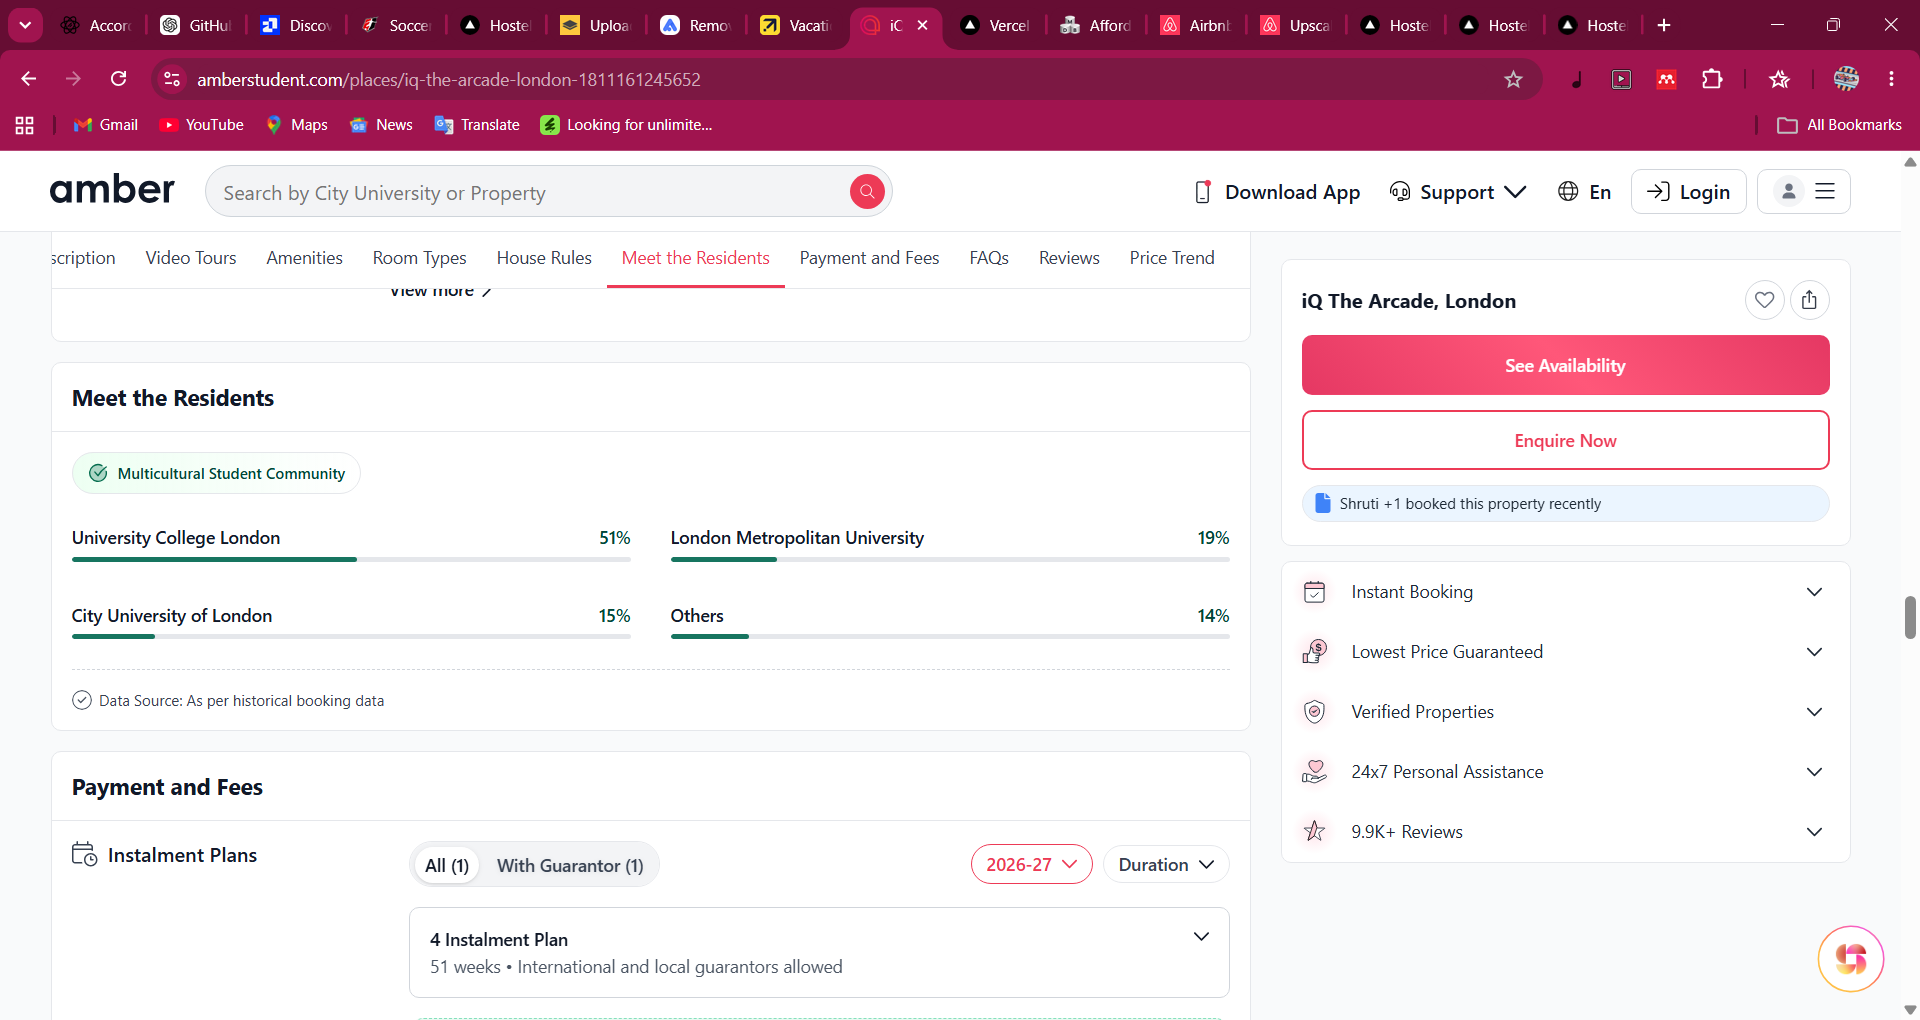 Accor
GitHu
Discov
Soccer
Hostel
Uploa
Remo
Vacati
iQ
Vercel
Afford
Airbnb
Upsca
Hostel
Hostel
Hostel
amberstudent.com/places/iq-the-arcade-london-1811161245652
Gmail
YouTube
Maps
News
Translate
Looking for unlimite...
All Bookmarks
amber
Search by City University or Property
Download App
Support
En
Login
scription
Video Tours
Amenities
Room Types
House Rules
Meet the Residents
Payment and Fees
FAQs
Reviews
Price Trend
View more
Meet the Residents
Multicultural Student Community
University College London 51%
London Metropolitan University 19%
City University of London 15%
Others 14%
Data Source: As per historical booking data
Payment and Fees
Instalment Plans
All (1)
With Guarantor (1)
2026-27
Duration
4 Instalment Plan
51 weeks • International and local guarantors allowed
iQ The Arcade, London
See Availability
Enquire Now
Shruti +1 booked this property recently
Instant Booking
Lowest Price Guaranteed
Verified Properties
24x7 Personal Assistance
9.9K+ Reviews